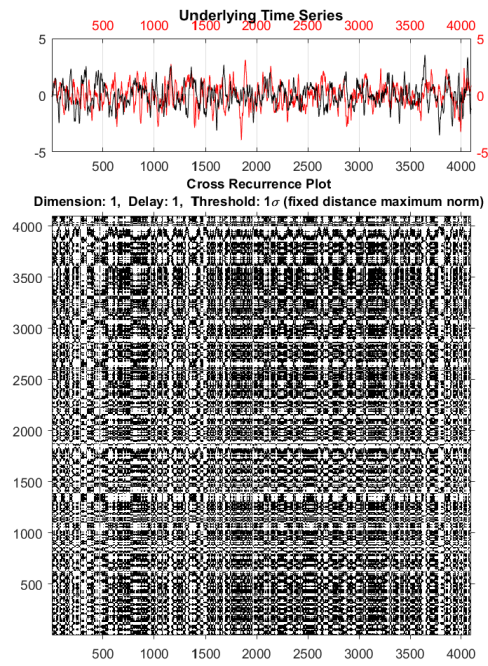 Underlying Time Series
500 1000 1500 2000 2500 3000 3500 4000
5 5
0 0
-5 -5
500 1000 1500 2000 2500 3000 3500 4000
Cross Recurrence Plot
Dimension: 1, Delay: 1, Threshold: 1σ (fixed distance maximum norm)
4000
3500
3000
2500
2000
1500
1000
500
500 1000 1500 2000 2500 3000 3500 4000